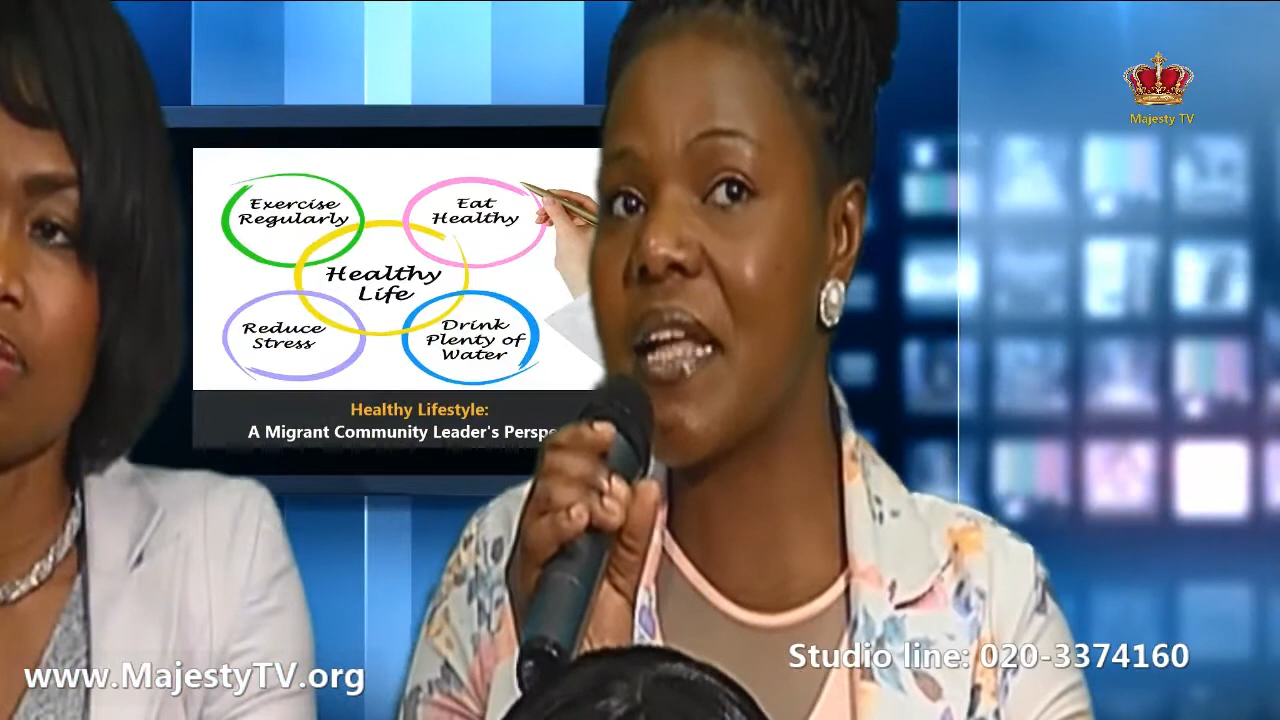 Majesty TV
Exercise
Regularly
Eat
Healthy
Healthy
Life
Reduce
Stress
Drink
Plenty of
Water
Healthy Lifestyle:
A Migrant Community Leader's
www.MajestyTV.org
Studio line: 020-3374160